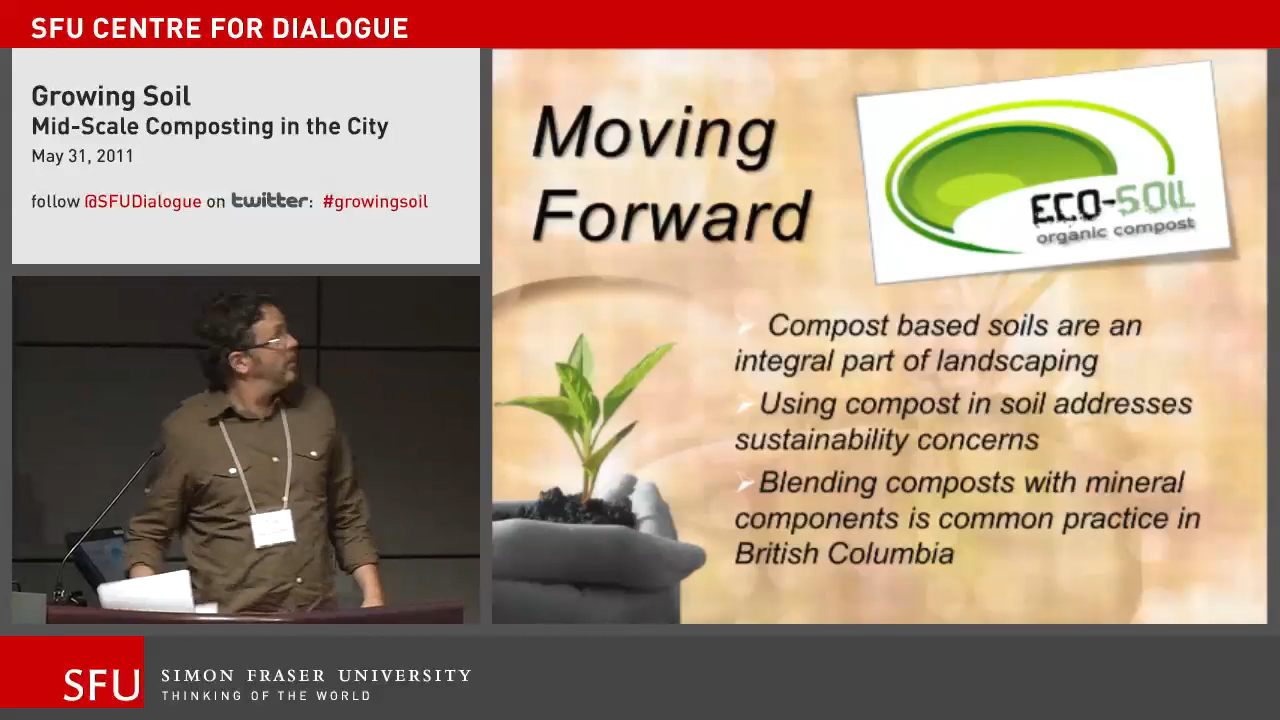 SFU CENTRE FOR DIALOGUE
Growing Soil
Mid-Scale Composting in the City
May 31, 2011
follow @SFUDialogue on twitter: #growingsoil
Moving
Forward
ECO-SOIL
organic compost
Compost based soils are an
integral part of landscaping
Using compost in soil addresses
sustainability concerns
Blending composts with mineral
components is common practice in
British Columbia
SFU
SIMON FRASER UNIVERSITY
THINKING OF THE WORLD